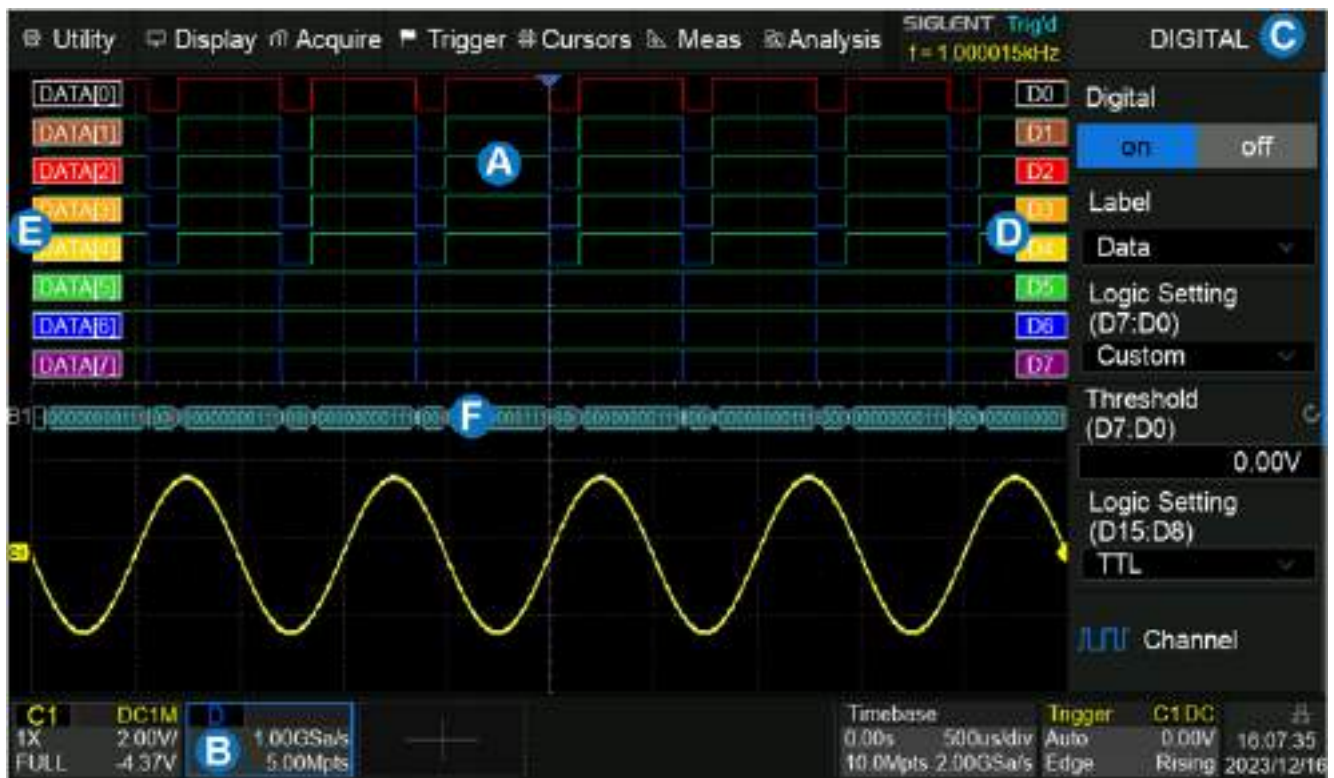 Utility Display Acquire Trigger Cursors Meas Analysis
SIGLENT Trig'd
f = 1.000015kHz
DIGITAL C
DATA[0] D0
DATA[1] D1
DATA[2] D2
DATA[3] D3
DATA[4] D4
DATA[5] D5
DATA[6] D6
DATA[7] D7
A
E
D
Digital
on off
Label
Data
Logic Setting
(D7:D0)
Custom
Threshold
(D7:D0)
0.00V
Logic Setting
(D15:D8)
TTL
Channel
B1
F
C1
C1 DC1M
1X 2.00V/
FULL -4.37V
D
B
1.00GSa/s
5.00Mpts
Timebase
0.00s 500us/div
10.0Mpts 2.00GSa/s
Trigger C1 DC
Auto 0.00V
Edge Rising
16:07:35
2023/12/16